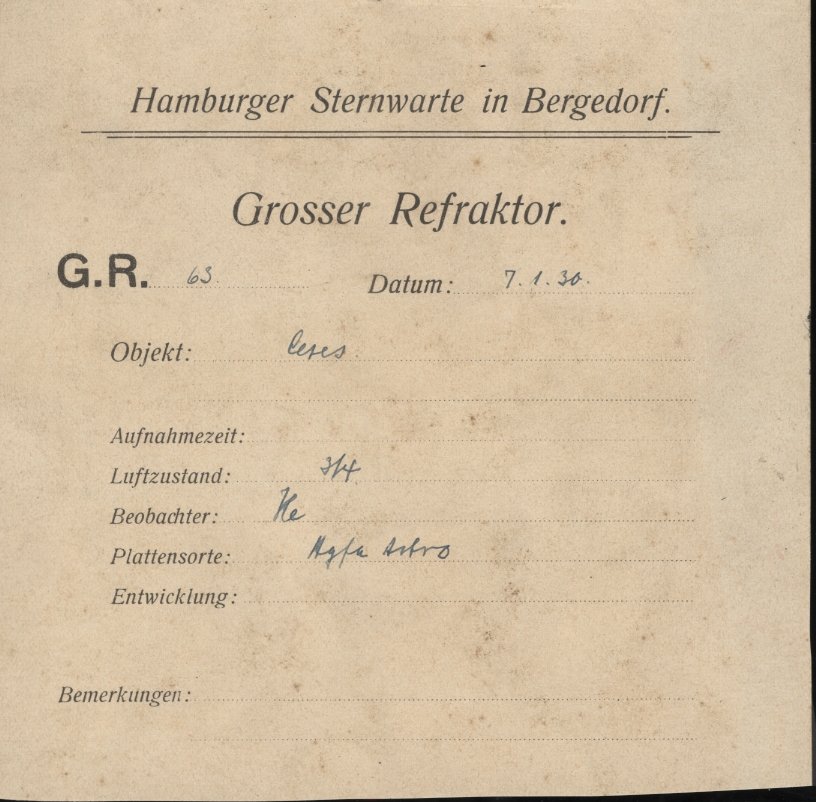 Hamburger Sternwarte in Bergedorf.
Grosser Refraktor.
G.R. 63 Datum: 7.1.30.
Objekt: Ceres
Aufnahmezeit:
Luftzustand: 3/4
Beobachter: He
Plattensorte: Agfa Astro
Entwicklung:
Bemerkungen: